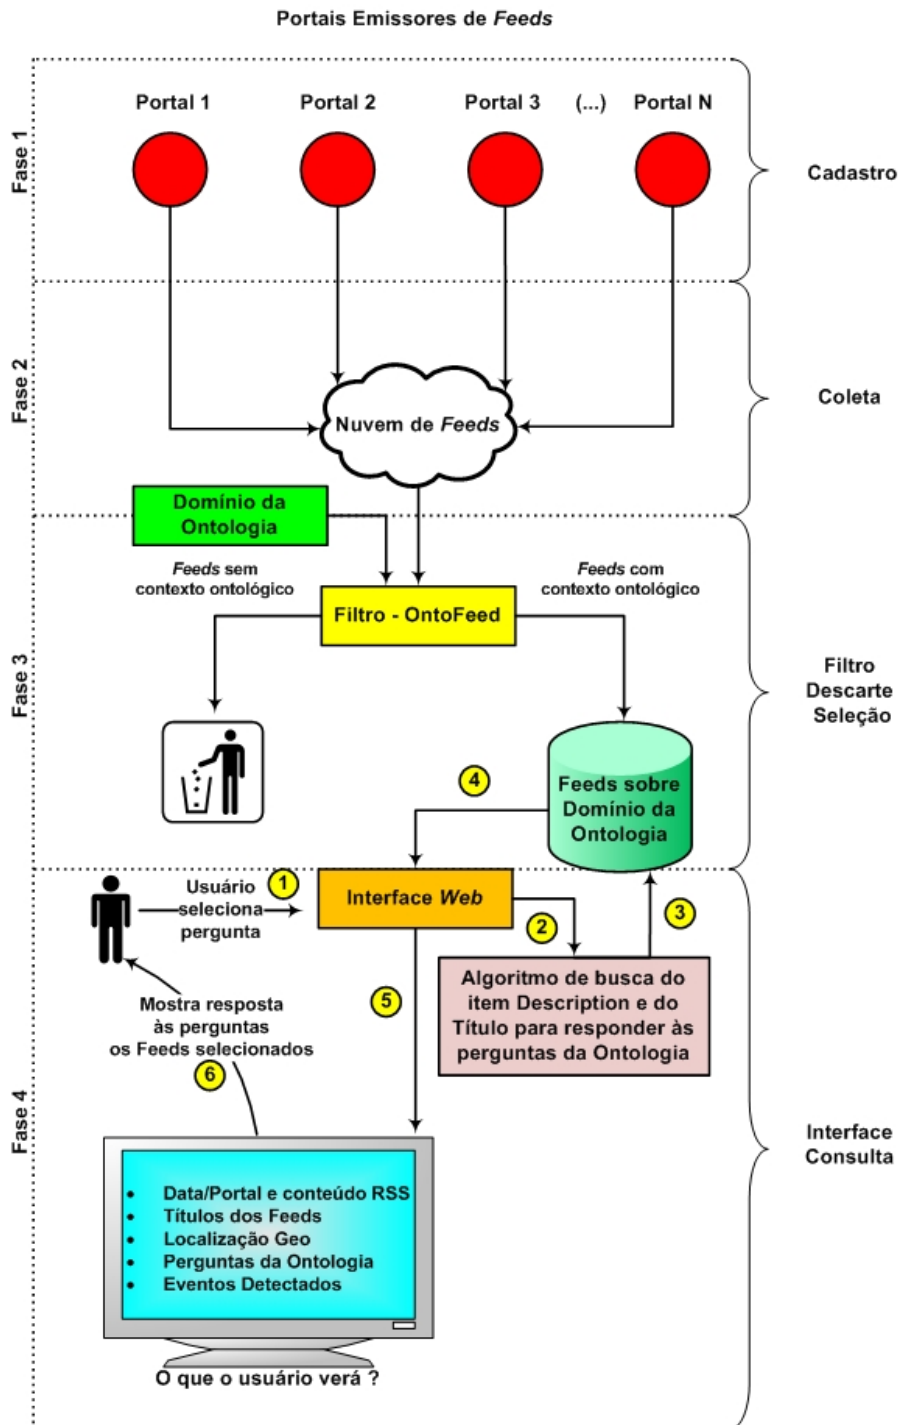 Portais Emissores de Feeds
Fase 1
Portal 1
Portal 2
Portal 3
(...)
Portal N
Cadastro
Fase 2
Nuvem de Feeds
Coleta
Domínio da
Ontologia
Fase 3
Feeds sem
contexto ontológico
Feeds com
contexto ontológico
Filtro - OntoFeed
Filtro
Descarte
Seleção
4
Feeds sobre
Domínio da
Ontologia
Fase 4
Usuário
seleciona
pergunta
1
Interface Web
2
3
Algoritmo de busca do
item Description e do
Título para responder às
perguntas da Ontologia
5
Mostra resposta
às perguntas
os Feeds selecionados
6
Interface
Consulta
• Data/Portal e conteúdo RSS
• Títulos dos Feeds
• Localização Geo
• Perguntas da Ontologia
• Eventos Detectados
O que o usuário verá ?